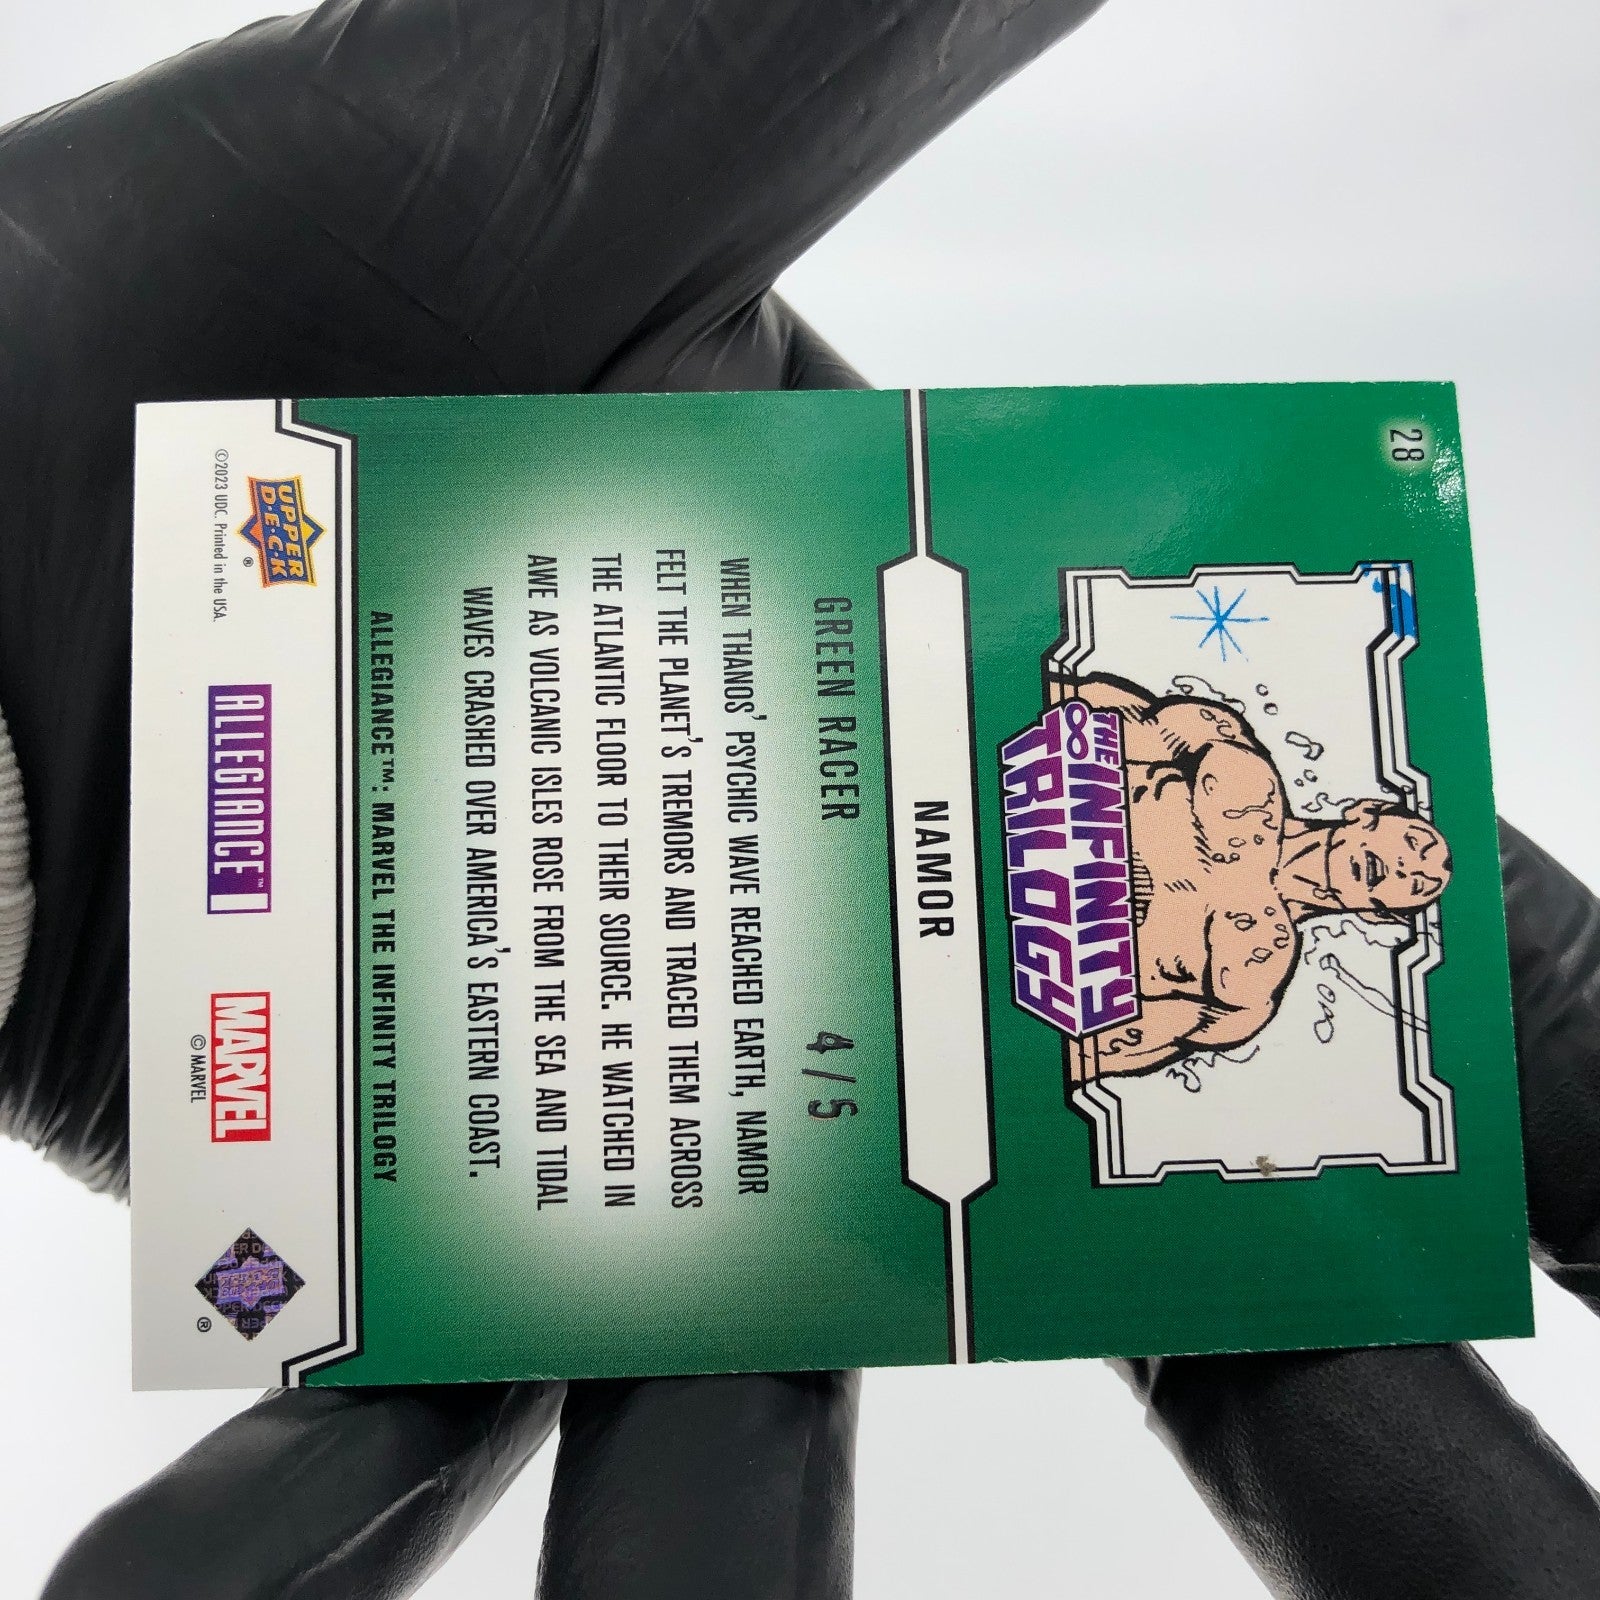 28
THE INFINITY
TRILOGY
NAMOR
GREEN RACER
4/5
WHEN THANOS' PSYCHIC WAVE REACHED EARTH, NAMOR
FELT THE PLANET'S TREMORS AND TRACED THEM ACROSS
THE ATLANTIC FLOOR TO THEIR SOURCE. HE WATCHED IN
AWE AS VOLCANIC ISLES ROSE FROM THE SEA AND TIDAL
WAVES CRASHED OVER AMERICA'S EASTERN COAST.
ALLEGIANCE™: MARVEL THE INFINITY TRILOGY
UPPER
D.E.C.K
®
©2023 UDC. Printed in the USA.
ALLEGIANCE™
MARVEL
© MARVEL
UPPER DECK
®